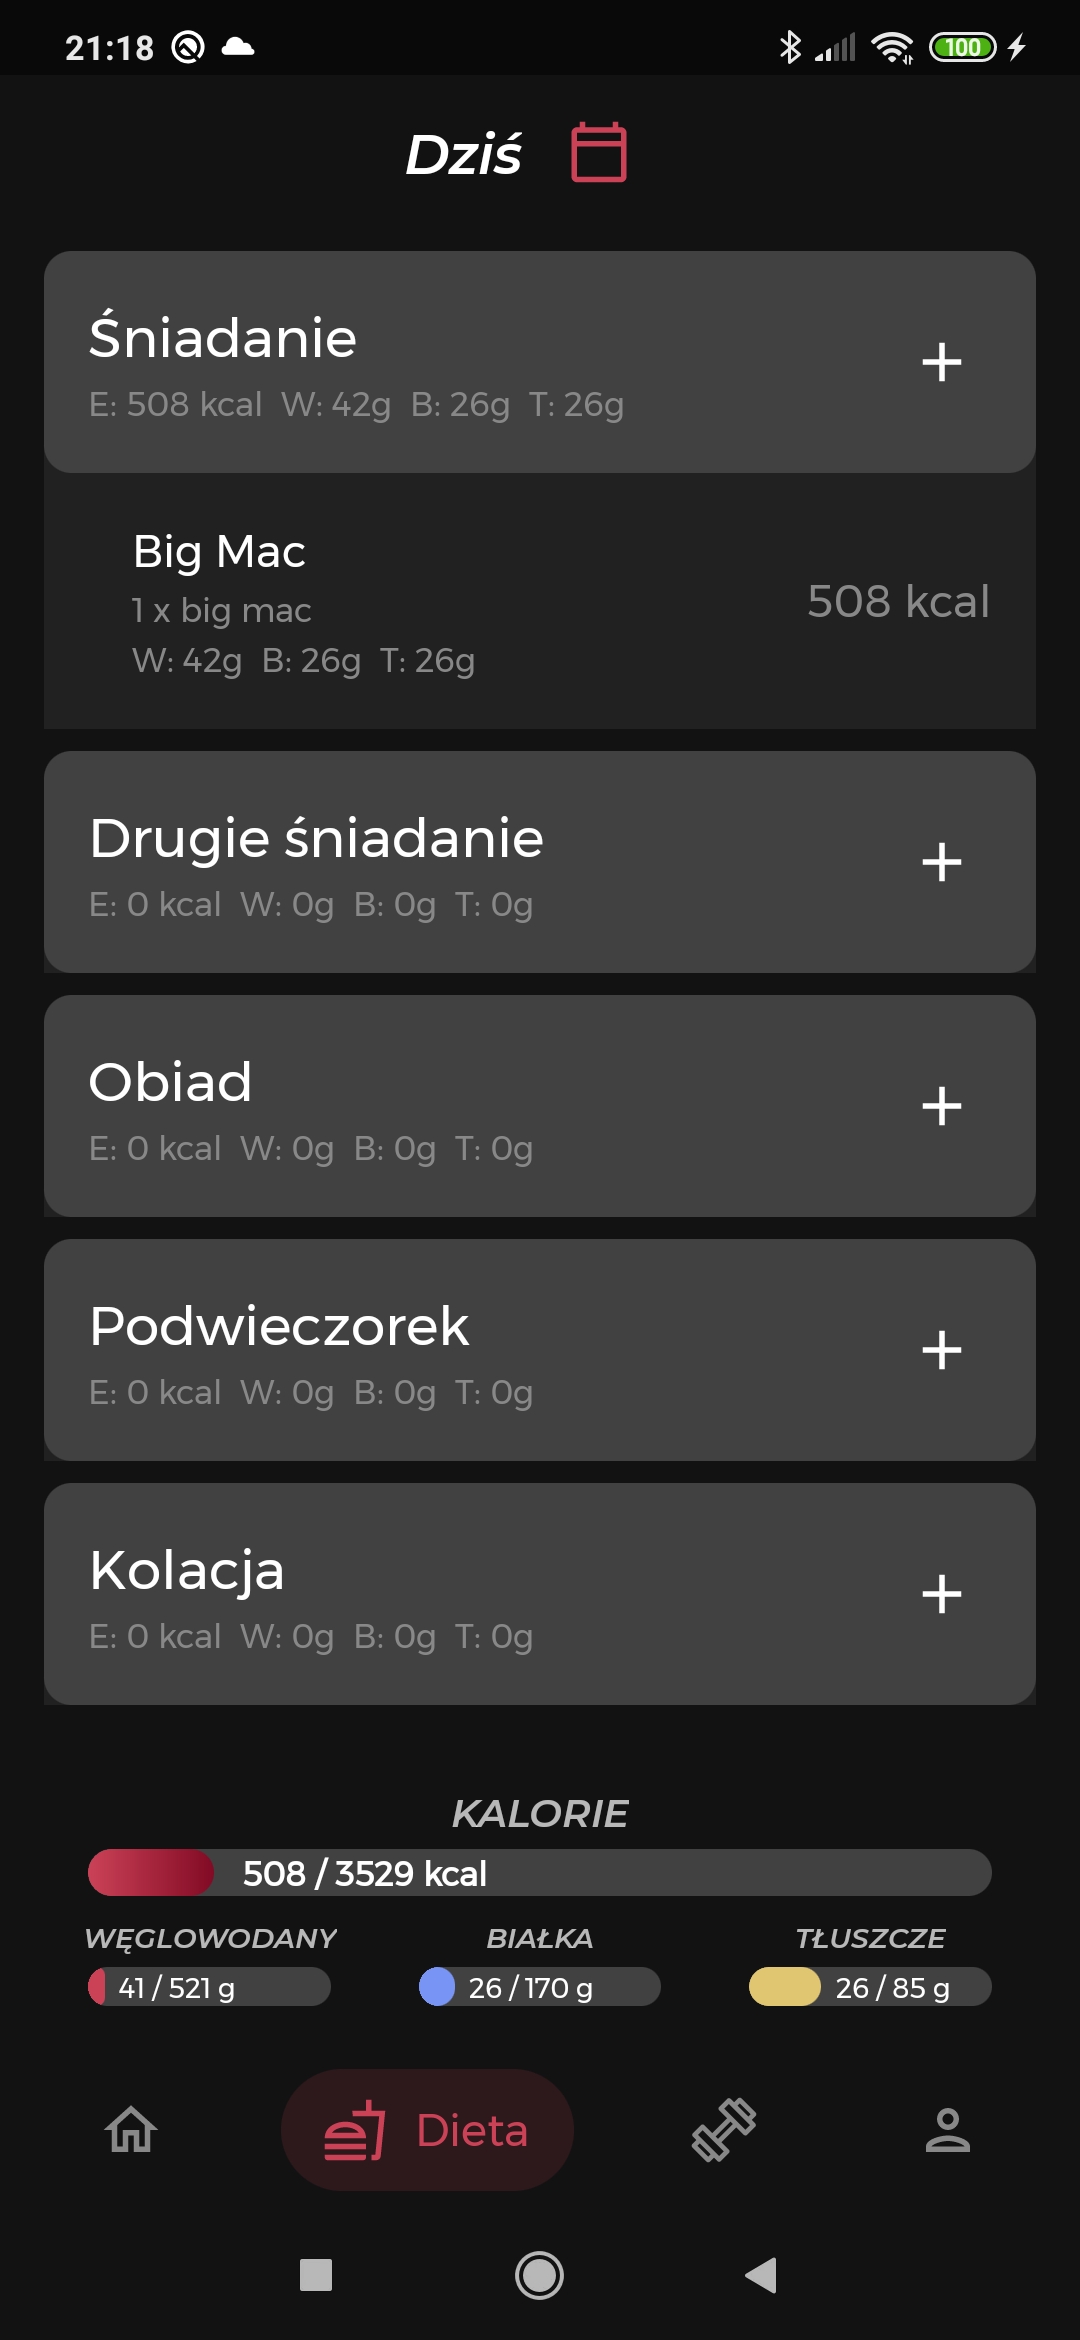 21:18
100
Dziś
Śniadanie
E: 508 kcal W: 42g B: 26g T: 26g
Big Mac
1 x big mac
508 kcal
W: 42g B: 26g T: 26g
Drugie śniadanie
E: 0 kcal W: 0g B: 0g T: 0g
Obiad
E: 0 kcal W: 0g B: 0g T: 0g
Podwieczorek
E: 0 kcal W: 0g B: 0g T: 0g
Kolacja
E: 0 kcal W: 0g B: 0g T: 0g
KALORIE
508 / 3529 kcal
WĘGLOWODANY BIAŁKA TŁUSZCZE
41 / 521 g 26 / 170 g 26 / 85 g
Dieta